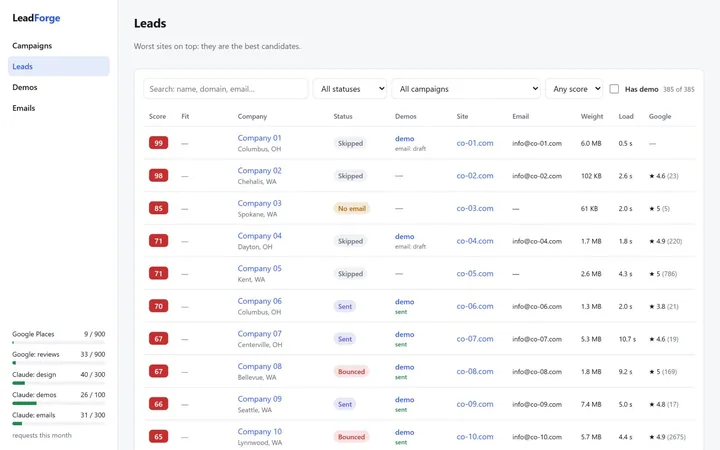 LeadForge
Campaigns
Leads
Demos
Emails
Google Places 9 / 900
Google: reviews 33 / 900
Claude: design 40 / 300
Claude: demos 26 / 100
Claude: emails 31 / 300
requests this month
Leads
Worst sites on top: they are the best candidates.
Search: name, domain, email... All statuses All campaigns Any score Has demo 385 of 385
Score Fit Company Status Demos Site Email Weight Load Google
99 — Company 01 Skipped demo co-01.com info@co-01.com 6.0 MB 0.5 s —
Columbus, OH email: draft
98 — Company 02 Skipped — co-02.com info@co-02.com 102 KB 2.6 s ★ 4.6 (23)
Chehalis, WA
85 — Company 03 No email — co-03.com — 61 KB 2.0 s ★ 5 (5)
Spokane, WA
71 — Company 04 Skipped demo co-04.com info@co-04.com 1.7 MB 1.8 s ★ 4.9 (220)
Dayton, OH email: draft
71 — Company 05 Skipped — co-05.com — 2.6 MB 4.3 s ★ 5 (786)
Kent, WA
70 — Company 06 Sent demo co-06.com info@co-06.com 1.3 MB 2.0 s ★ 3.8 (21)
Columbus, OH sent
67 — Company 07 Sent demo co-07.com info@co-07.com 5.3 MB 10.7 s ★ 4.6 (19)
Centerville, OH sent
67 — Company 08 Bounced demo co-08.com info@co-08.com 1.8 MB 9.2 s ★ 5 (169)
Bellevue, WA sent
66 — Company 09 Sent demo co-09.com info@co-09.com 7.4 MB 5.0 s ★ 4.8 (17)
Seattle, WA sent
65 — Company 10 Bounced demo co-10.com info@co-10.com 5.7 MB 4.4 s ★ 4.9 (2675)
Lynnwood, WA sent